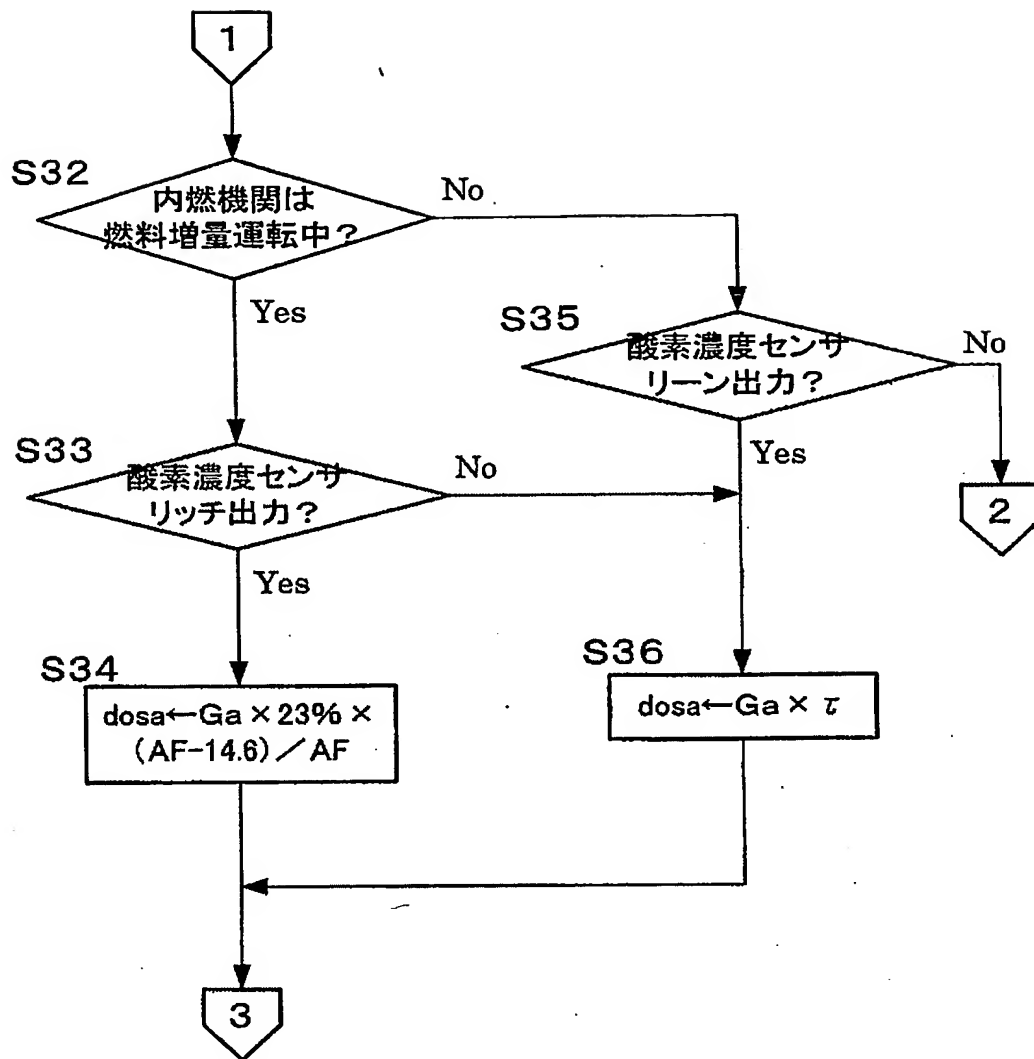 1
S32
内燃機関は
燃料増量運転中？
No
Yes
S35
酸素濃度センサ
リーン出力？
No
Yes
S33
酸素濃度センサ
リッチ出力？
No
Yes
2
S34
dosa←Ga×23%×
(AF-14.6)／AF
S36
dosa←Ga×τ
3